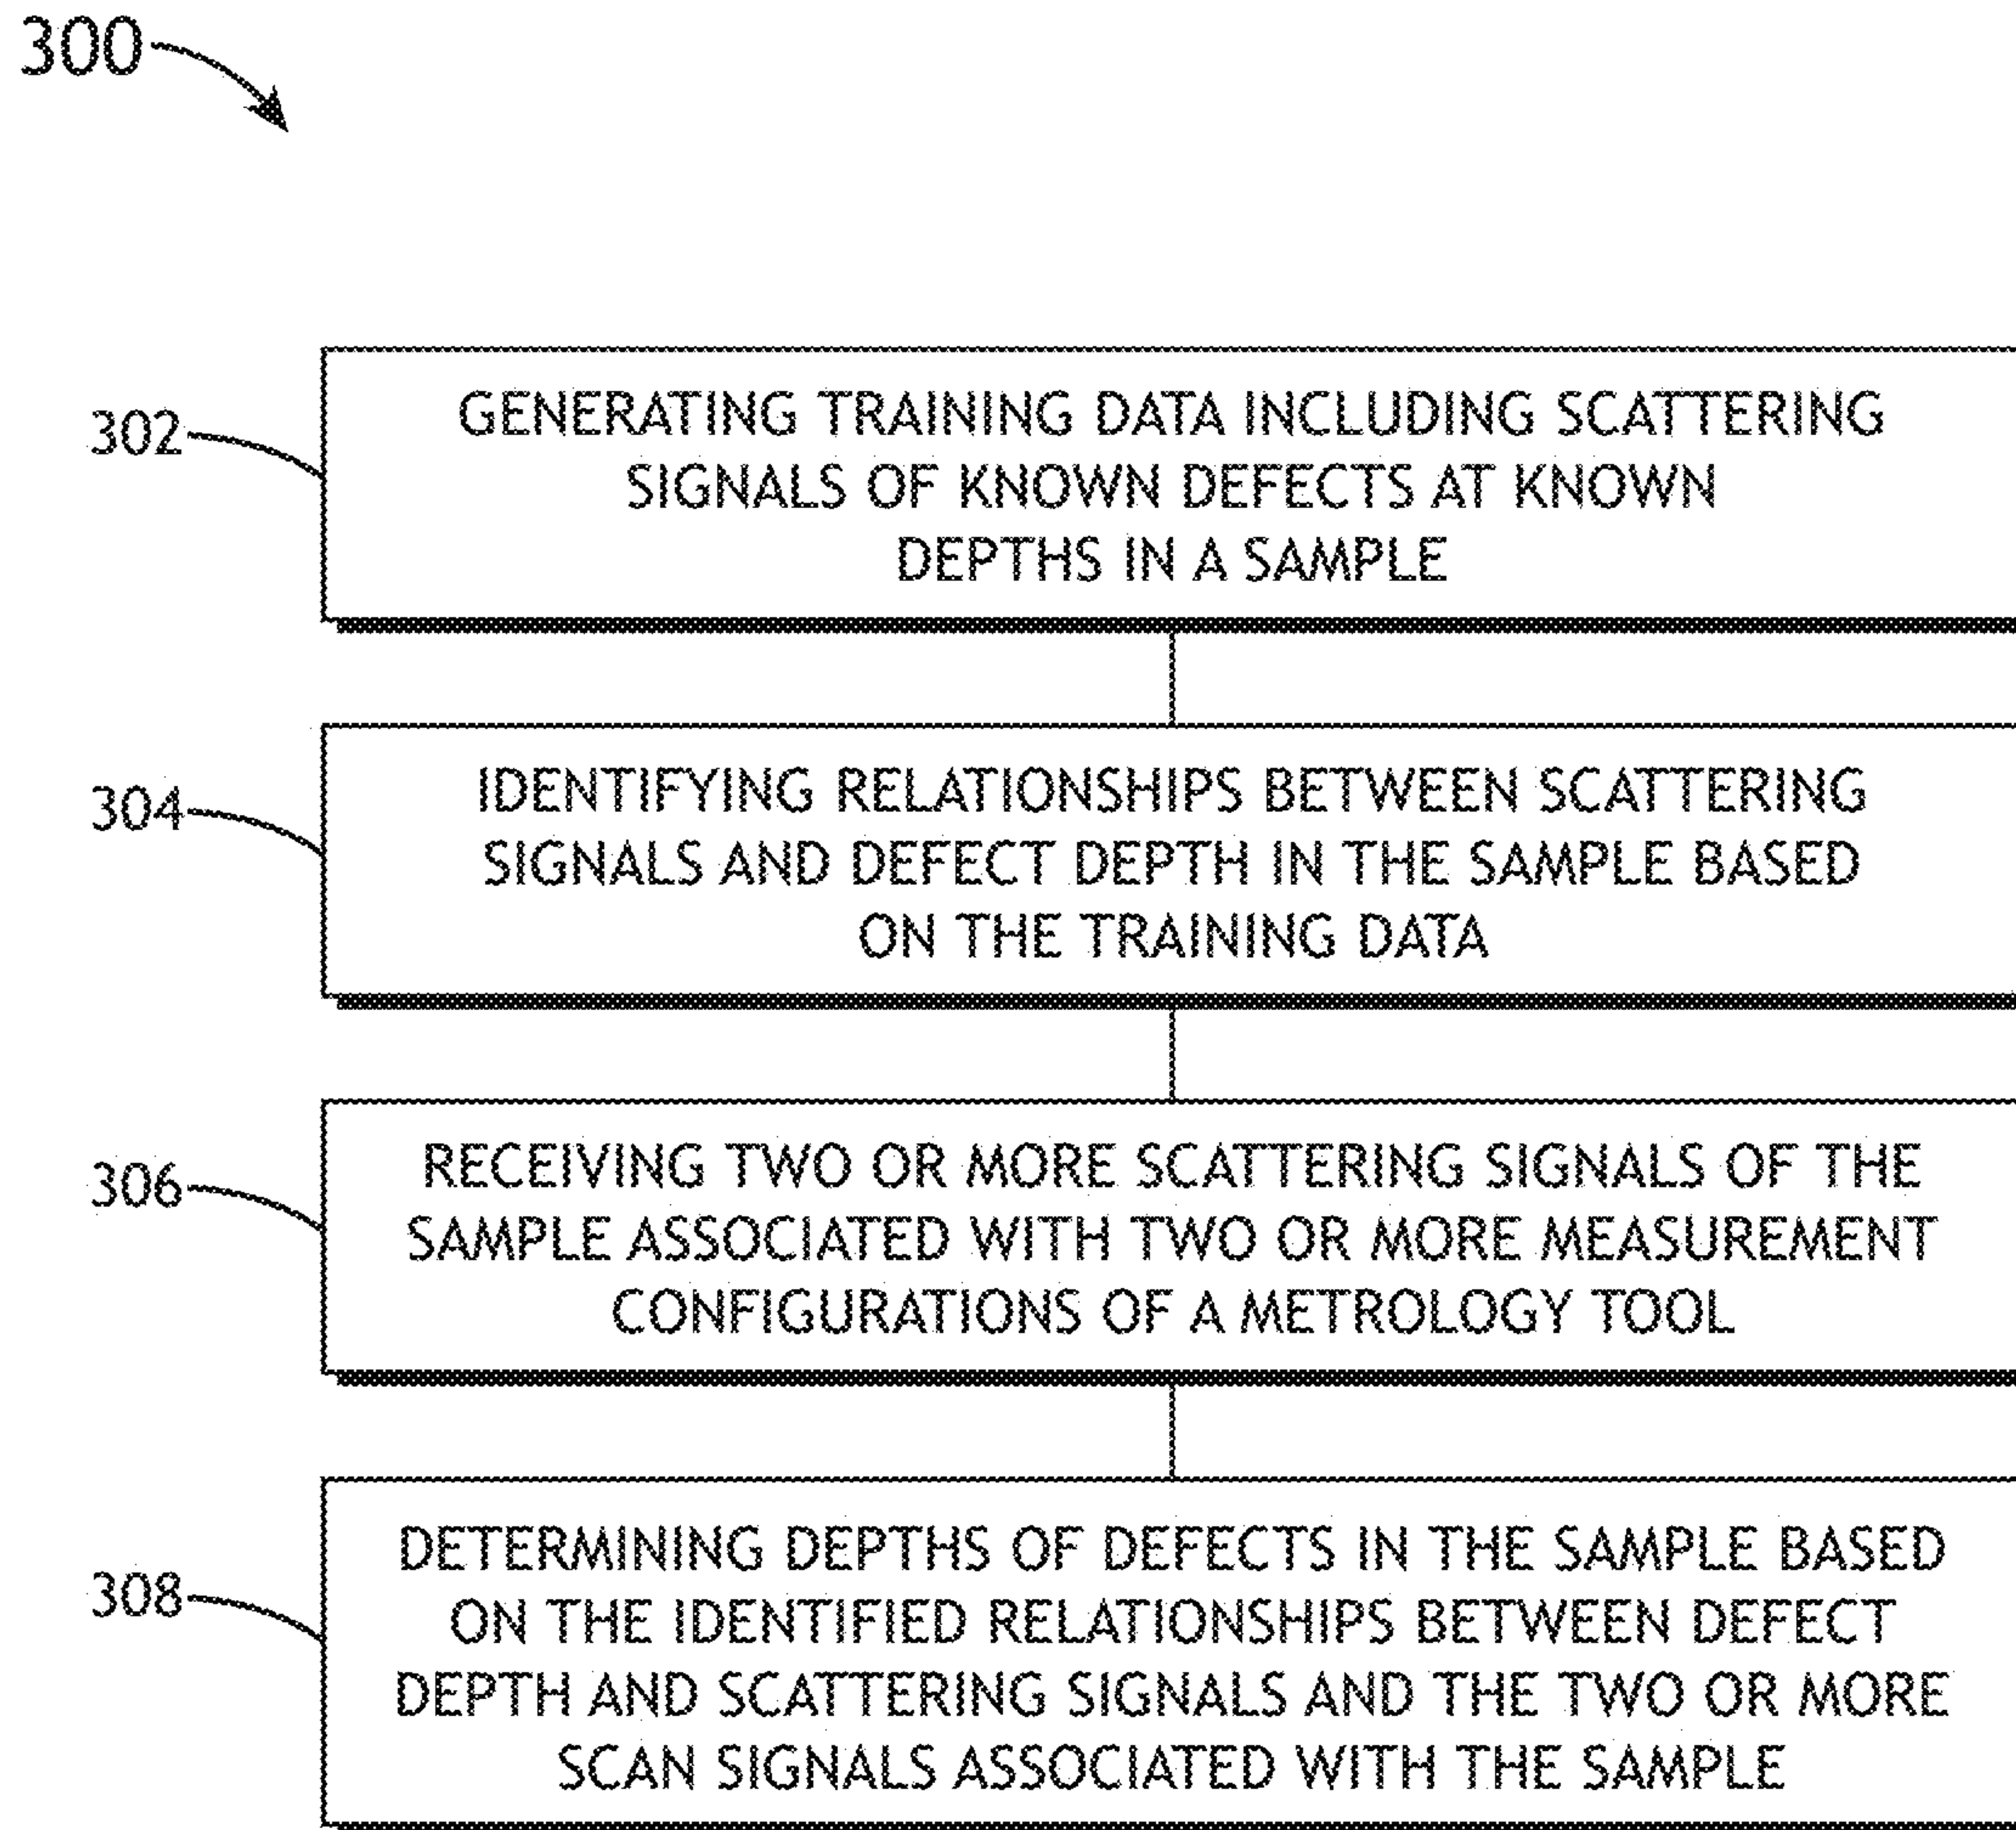 300
302
GENERATING TRAINING DATA INCLUDING SCATTERING
SIGNALS OF KNOWN DEFECTS AT KNOWN
DEPTHS IN A SAMPLE
304
IDENTIFYING RELATIONSHIPS BETWEEN SCATTERING
SIGNALS AND DEFECT DEPTH IN THE SAMPLE BASED
ON THE TRAINING DATA
306
RECEIVING TWO OR MORE SCATTERING SIGNALS OF THE
SAMPLE ASSOCIATED WITH TWO OR MORE MEASUREMENT
CONFIGURATIONS OF A METROLOGY TOOL
308
DETERMINING DEPTHS OF DEFECTS IN THE SAMPLE BASED
ON THE IDENTIFIED RELATIONSHIPS BETWEEN DEFECT
DEPTH AND SCATTERING SIGNALS AND THE TWO OR MORE
SCAN SIGNALS ASSOCIATED WITH THE SAMPLE